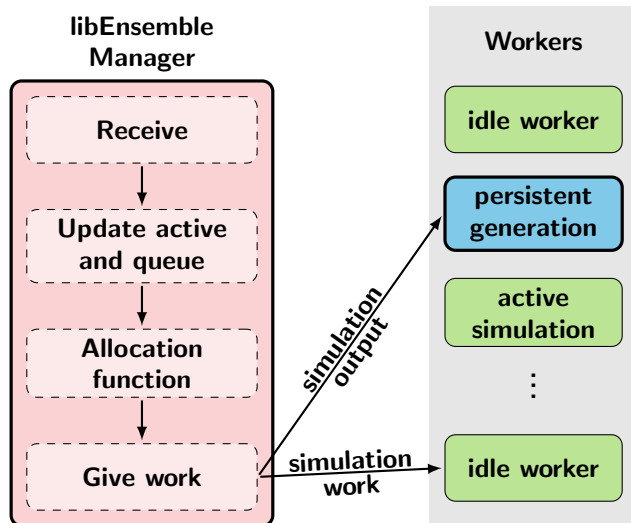 libEnsemble
Manager
Receive
Update active
and queue
Allocation
function
Give work
simulation
output
simulation
work
Workers
idle worker
persistent
generation
active
simulation
⋮
idle worker